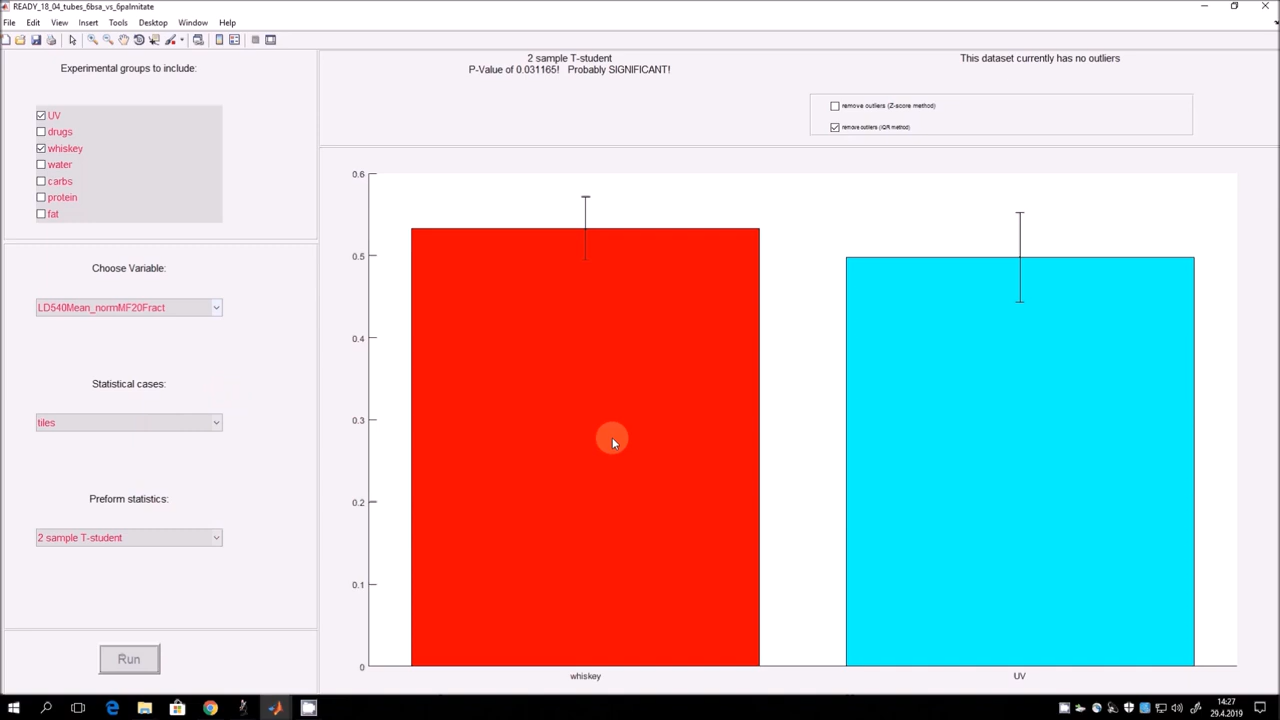 READY_18_04_tubes_6bsa_vs_6palmitate
File Edit View Insert Tools Desktop Window Help
Experimental groups to include:
UV
drugs
whiskey
water
carbs
protein
fat
Choose Variable:
LD540Mean_normMF20Fract
Statistical cases:
tiles
Preform statistics:
2 sample T-student
Run
2 sample T-student
P-Value of 0.031165! Probably SIGNIFICANT!
This dataset currently has no outliers
remove outliers (Z-score method)
remove outliers (IQR method)
0.6
0.5
0.4
0.3
0.2
0.1
0
whiskey UV
14:27
29.4.2019